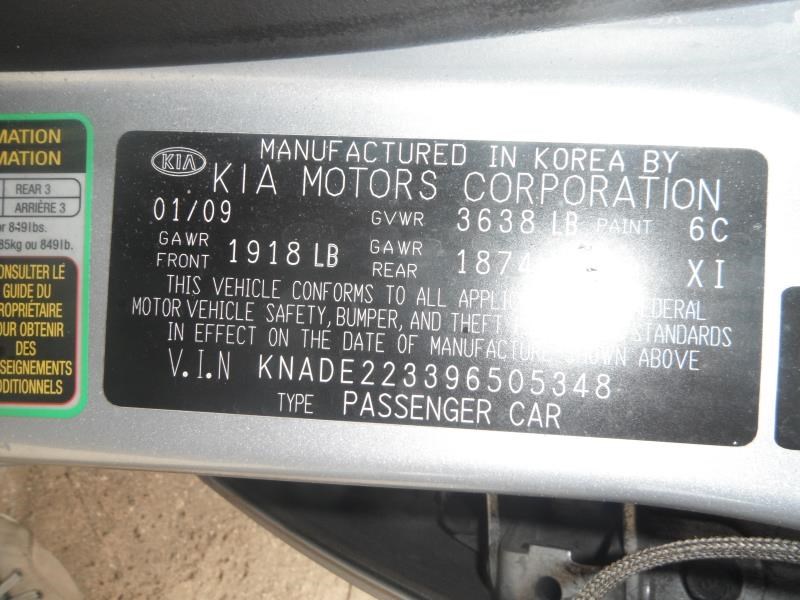 MATION
MATION
REAR 3
ARRIÈRE 3
849lbs.
85kg ou 849lb.
CONSULTER LE
GUIDE DU
PROPRIÉTAIRE
POUR OBTENIR
DES
SEIGNEMENTS
DDITIONNELS
KIA
MANUFACTURED IN KOREA BY
KIA MOTORS CORPORATION
01/09 GVWR 3638 LB PAINT 6C
GAWR FRONT 1918 LB GAWR REAR 1874 XI
THIS VEHICLE CONFORMS TO ALL FEDERAL
MOTOR VEHICLE SAFETY, BUMPER, AND THEFT STANDARDS
IN EFFECT ON THE DATE OF MANUFACTURE SHOWN ABOVE
V.I.N KNADE223396505348
TYPE PASSENGER CAR